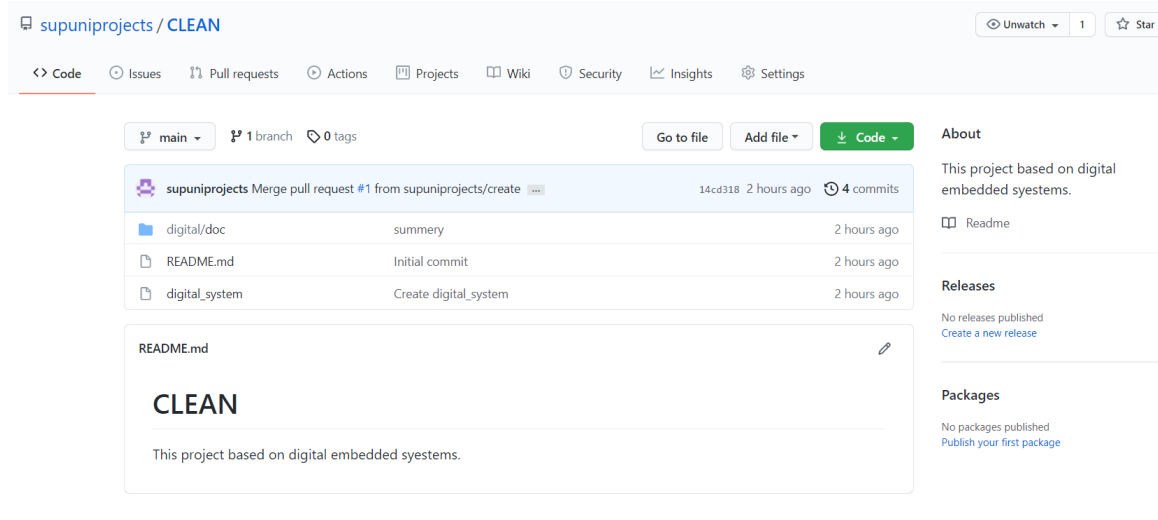 supuniprojects / CLEAN
Unwatch 1 Star
Code Issues Pull requests Actions Projects Wiki Security Insights Settings
main 1 branch 0 tags Go to file Add file Code
supuniprojects Merge pull request #1 from supuniprojects/create ... 14cd318 2 hours ago 4 commits
digital/doc summery 2 hours ago
README.md Initial commit 2 hours ago
digital_system Create digital_system 2 hours ago
README.md
CLEAN
This project based on digital embedded syestems.
About
This project based on digital
embedded syestems.
Readme
Releases
No releases published
Create a new release
Packages
No packages published
Publish your first package